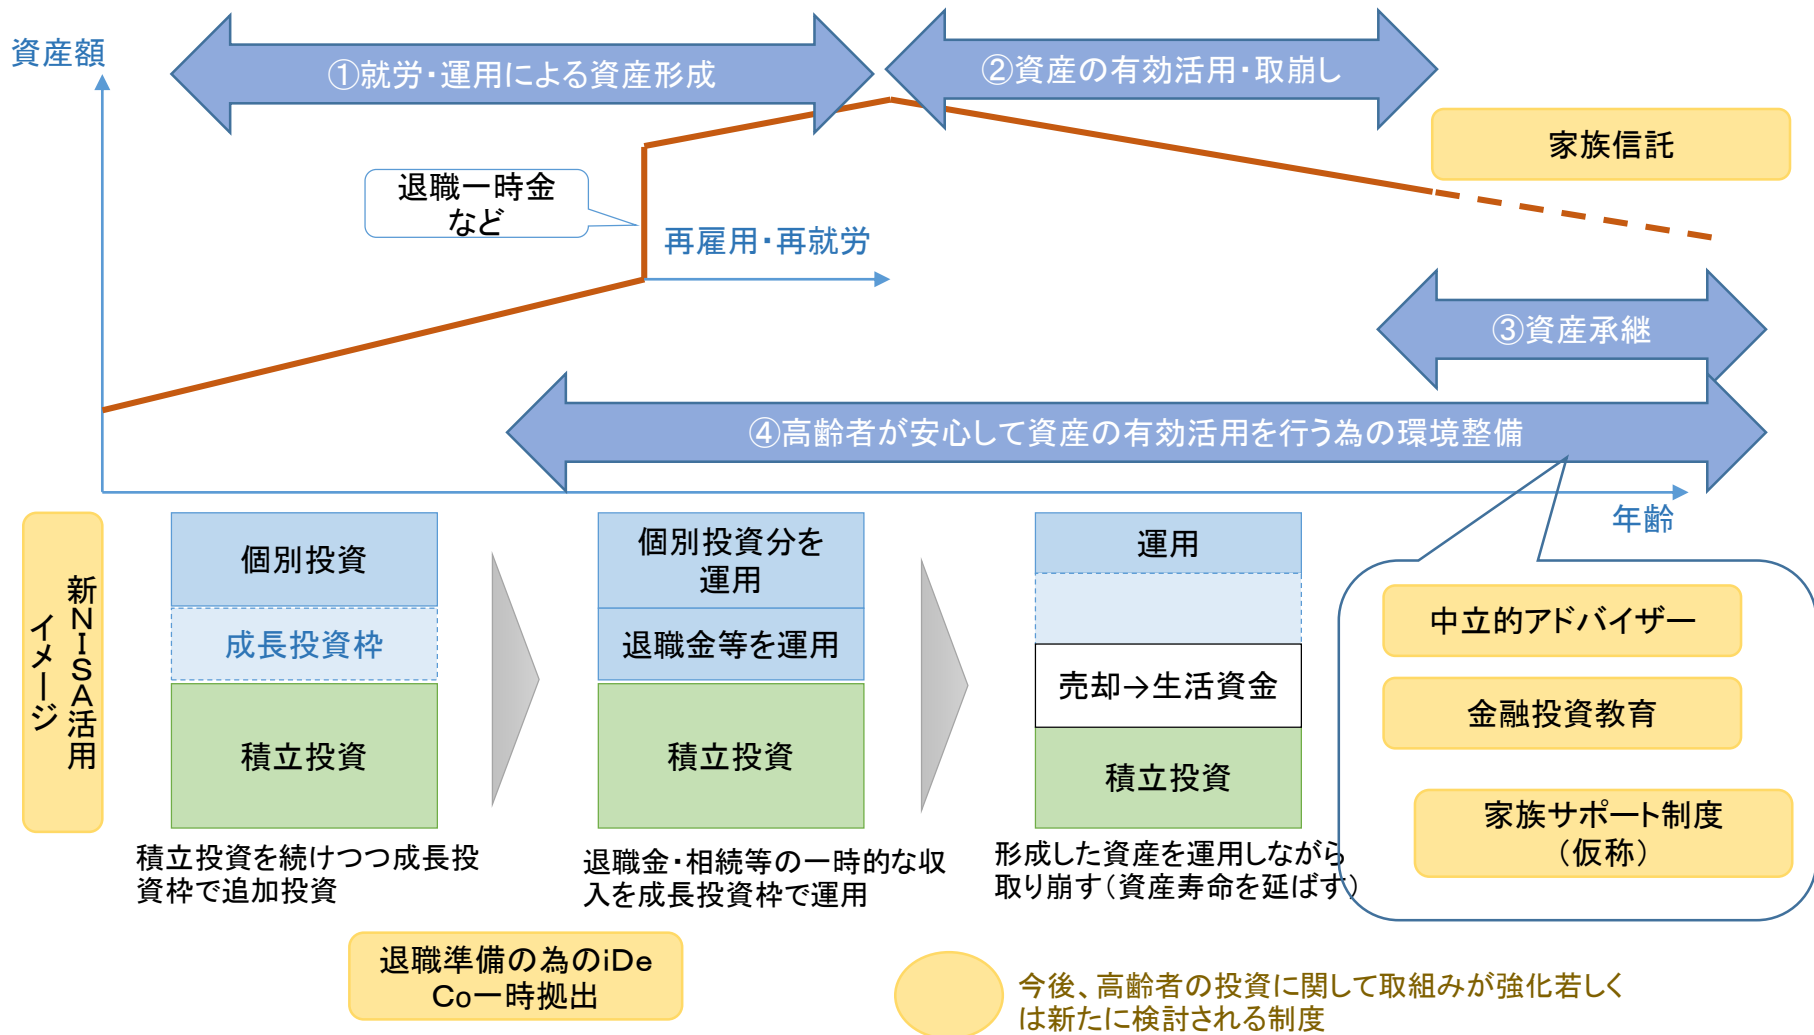 資産額
①就労・運用による資産形成
②資産の有効活用・取崩し
家族信託
退職一時金
など
再雇用・再就労
③資産承継
④高齢者が安心して資産の有効活用を行う為の環境整備
年齢
新NISA活用
イメージ
個別投資
成長投資枠
積立投資
積立投資を続けつつ成長投
資枠で追加投資
個別投資分を
運用
退職金等を運用
積立投資
退職金・相続等の一時的な収
入を成長投資枠で運用
運用
売却→生活資金
積立投資
形成した資産を運用しながら
取り崩す（資産寿命を延ばす）
中立的アドバイザー
金融投資教育
家族サポート制度
（仮称）
退職準備の為のiDe
Co一時拠出
今後、高齢者の投資に関して取組みが強化若しく
は新たに検討される制度